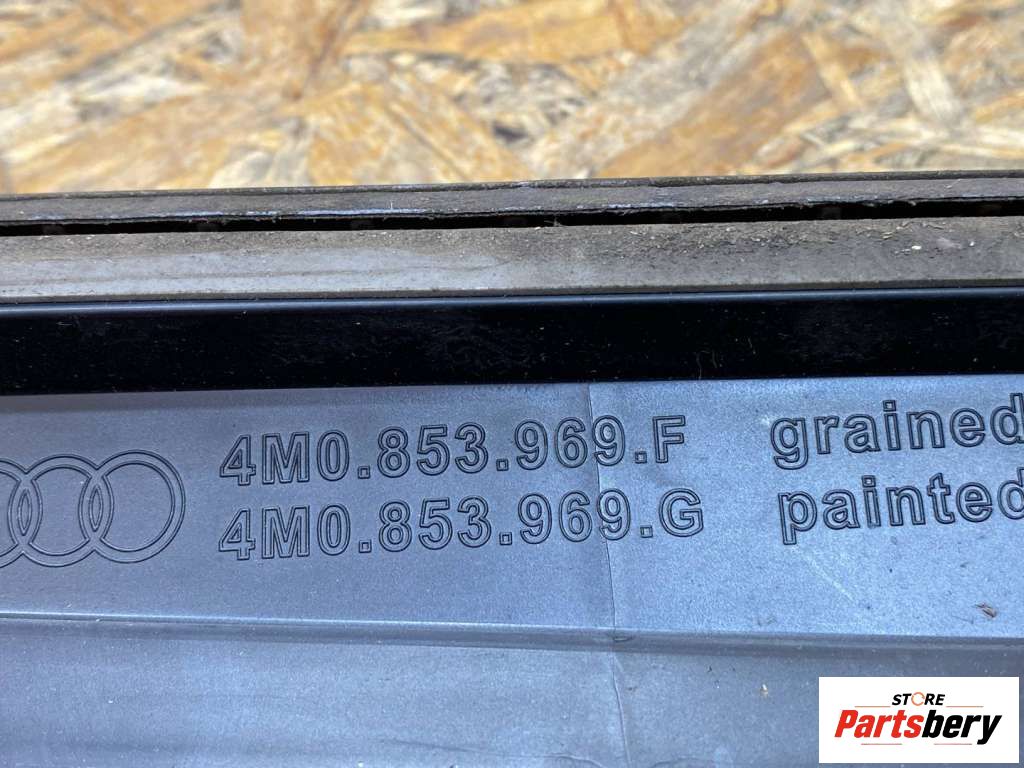 4M0.853.969.F grained
4M0.853.969.G painted
STORE
Partsbery